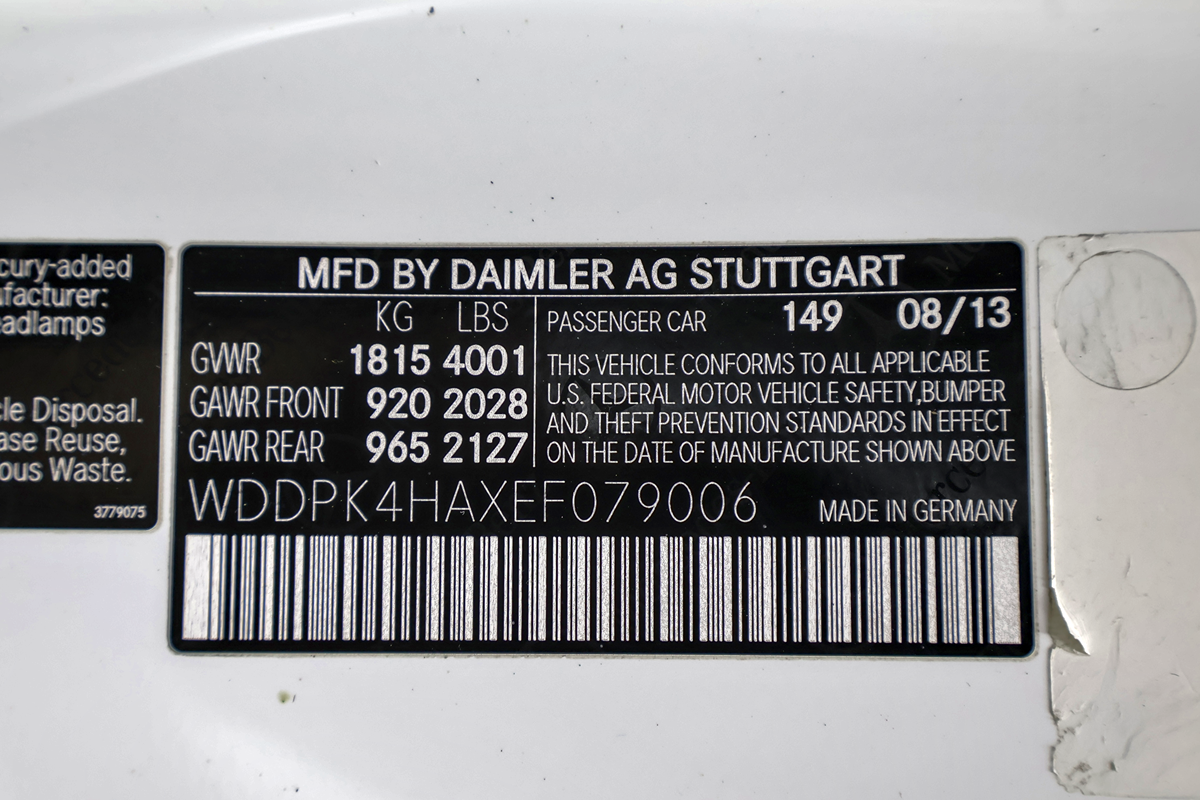 cury-added
facturer:
eadlamps
cle Disposal.
ase Reuse,
ous Waste.
3779075
MFD BY DAIMLER AG STUTTGART
KG LBS
GVWR 1815 4001
GAWR FRONT 920 2028
GAWR REAR 965 2127
PASSENGER CAR 149 08/13
THIS VEHICLE CONFORMS TO ALL APPLICABLE
U.S. FEDERAL MOTOR VEHICLE SAFETY,BUMPER
AND THEFT PREVENTION STANDARDS IN EFFECT
ON THE DATE OF MANUFACTURE SHOWN ABOVE
WDDPK4HAXEF079006 MADE IN GERMANY